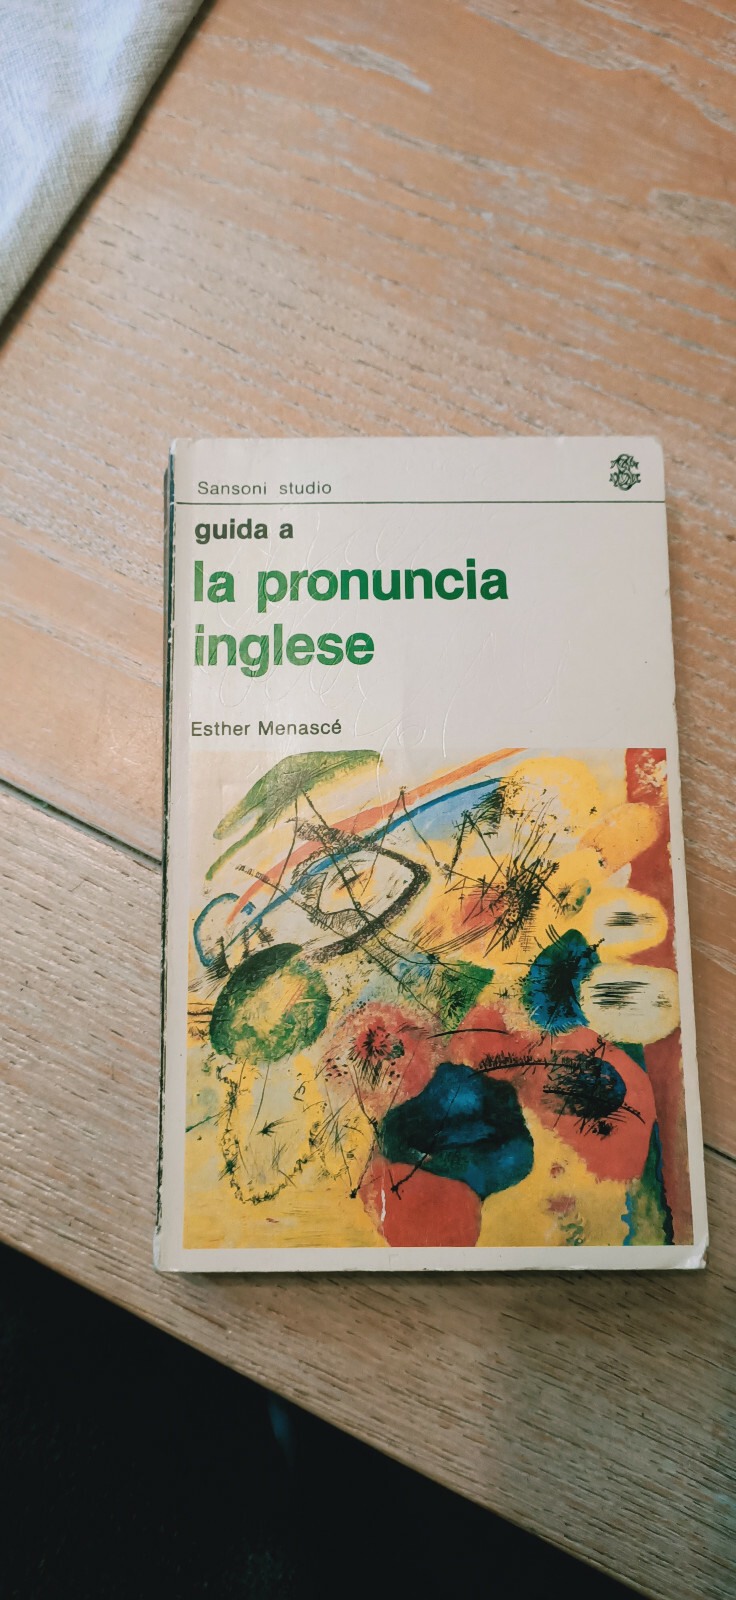 Sansoni studio
guida a
la pronuncia
inglese
Esther Menascé